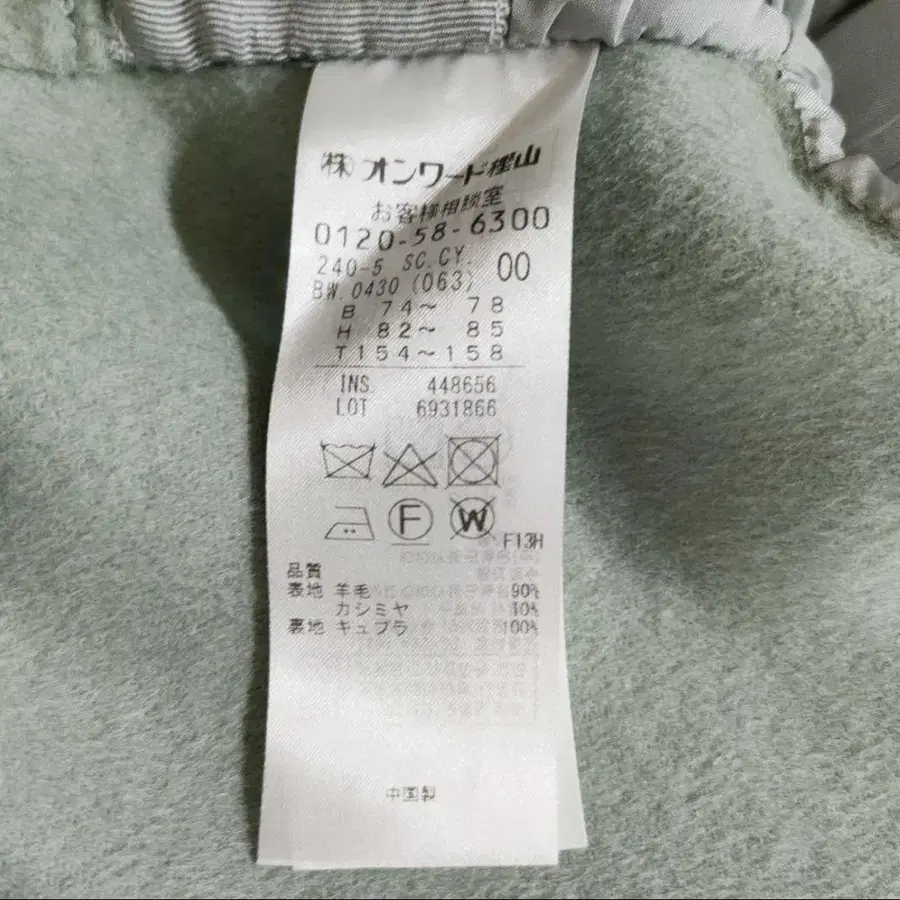 (株)オンワード樫山
お客様相談室
0120-58-6300
240-5 SC.CY. 00
BW.0430 (063)
B 74~ 78
H 82~ 85
T154~158
INS. 448656
LOT 6931866
F
W
F13H
品質
表地 羊毛 90%
カシミヤ 10%
裏地 キュプラ 100%
中国製